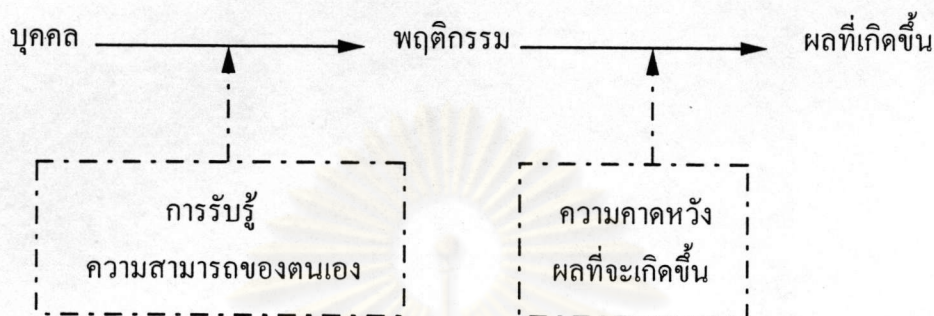 บุคคล พฤติกรรม ผลที่เกิดขึ้น
การรับรู้
ความสามารถของตนเอง
ความคาดหวัง
ผลที่จะเกิดขึ้น